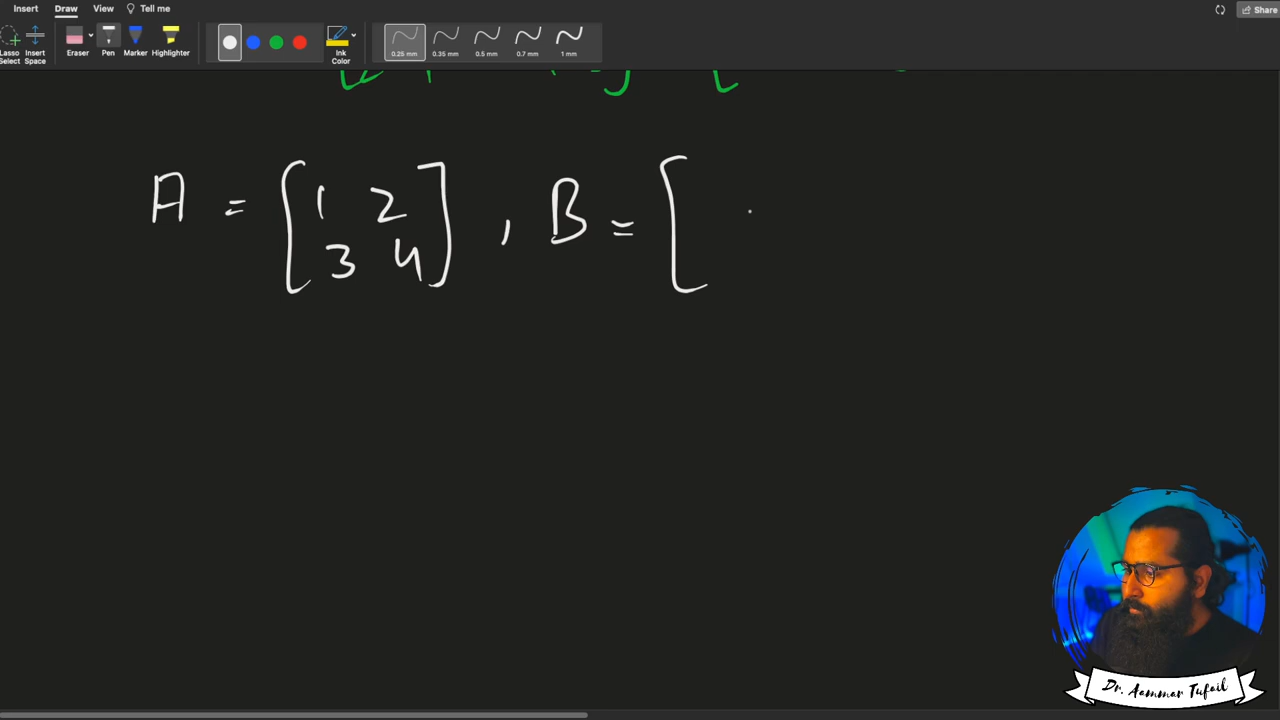 Insert Draw View Tell me Share
Lasso Select Insert Space Eraser Pen Marker Highlighter Ink Color 0.25 mm 0.35 mm 0.5 mm 0.7 mm 1 mm
A = [1 2
3 4] , B = [
Dr. Aammar Tufail